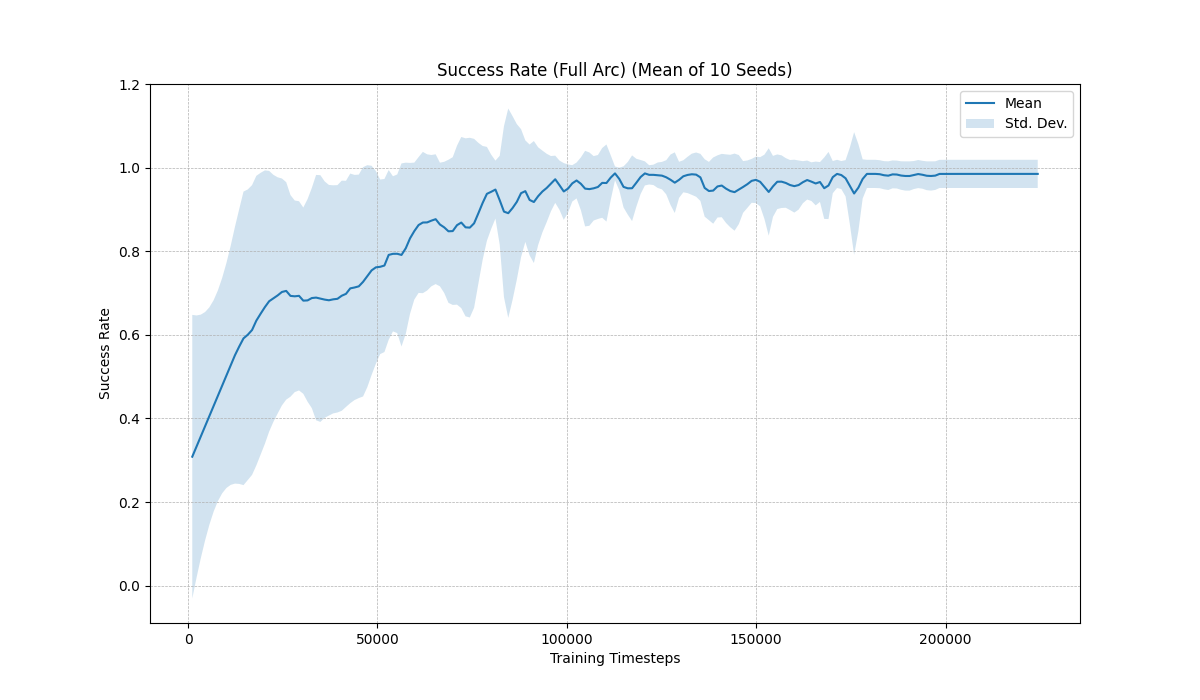 Success Rate (Full Arc) (Mean of 10 Seeds)
1.2
1.0
0.8
0.6
0.4
0.2
0.0
Success Rate
Mean
Std. Dev.
0 50000 100000 150000 200000
Training Timesteps